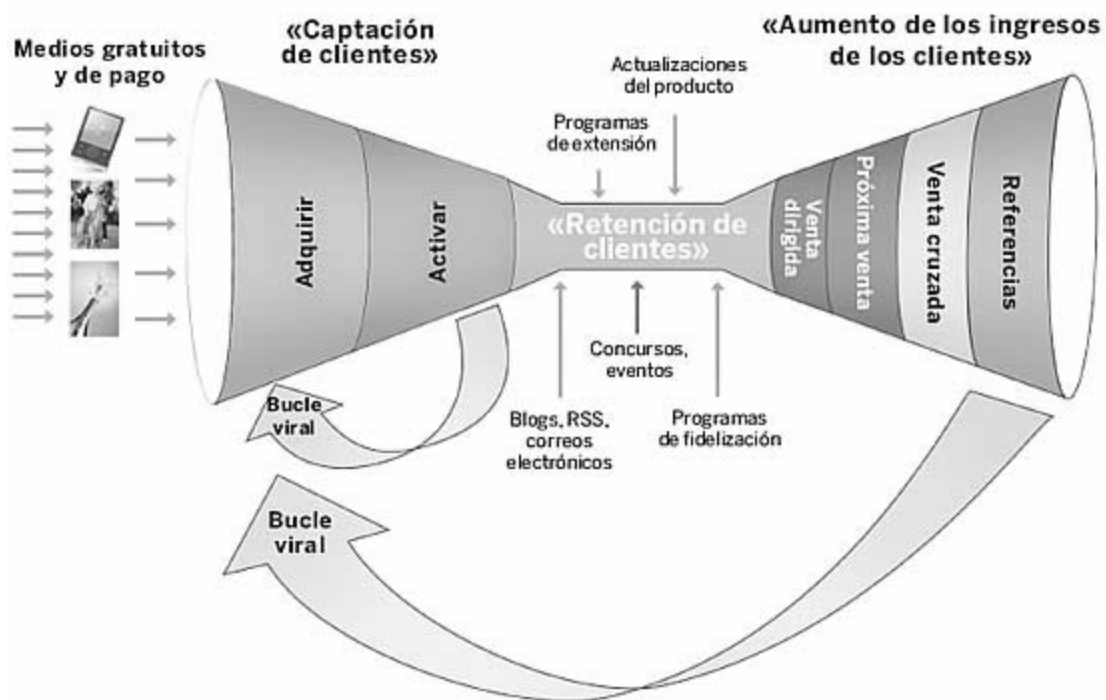 Medios gratuitos
y de pago
«Captación
de clientes»
Adquirir
Activar
Programas
de extensión
Actualizaciones
del producto
«Retención de
clientes»
Blogs, RSS,
correos
electrónicos
Concursos,
eventos
Programas
de fidelización
«Aumento de los ingresos
de los clientes»
Venta
dirigida
Próxima venta
Venta cruzada
Referencias
Bucle
viral
Bucle
viral